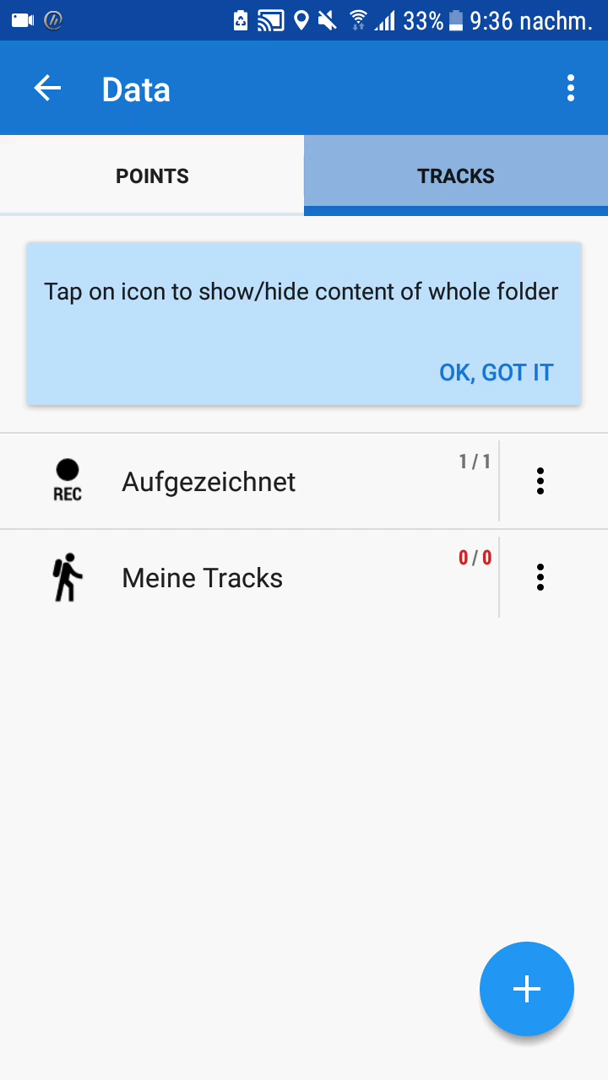 33% 9:36 nachm.
Data
POINTS TRACKS
Tap on icon to show/hide content of whole folder
OK, GOT IT
REC Aufgezeichnet 1/1
Meine Tracks 0/0